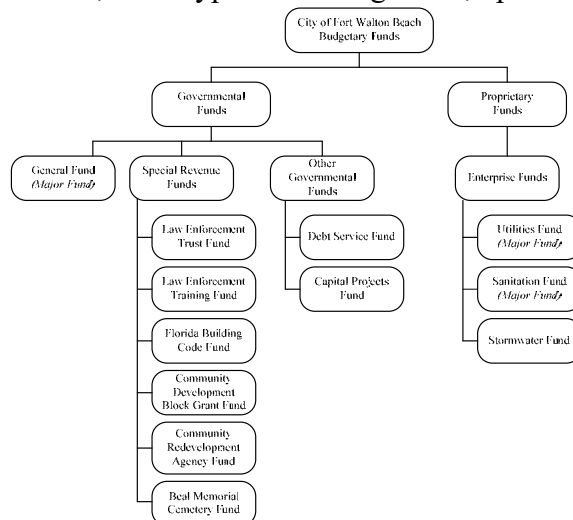 City of Fort Walton Beach
Budgetary Funds
Governmental
Funds
Proprietary
Funds
General Fund
(Major Fund)
Special Revenue
Funds
Other
Governmental
Funds
Enterprise Funds
Law Enforcement
Trust Fund
Debt Service Fund
Utilities Fund
(Major Fund)
Law Enforcement
Training Fund
Capital Projects
Fund
Sanitation Fund
(Major Fund)
Florida Building
Code Fund
Stormwater Fund
Community
Development
Block Grant Fund
Community
Redevelopment
Agency Fund
Beal Memorial
Cemetery Fund